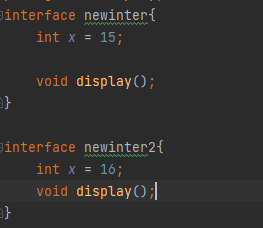 interface newinter{
int x = 15;
void display();
}
interface newinter2{
int x = 16;
void display();
}